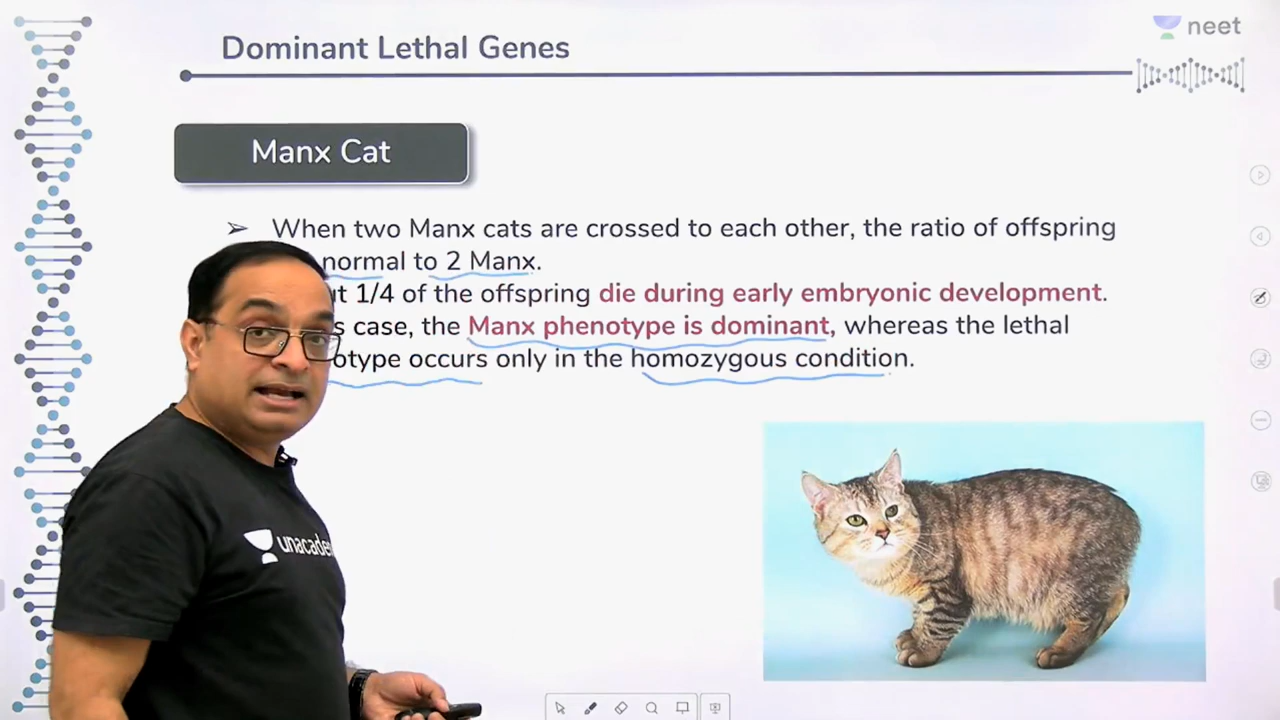 Dominant Lethal Genes
neet
Manx Cat
➢ When two Manx cats are crossed to each other, the ratio of offspring
normal to 2 Manx.
1/4 of the offspring die during early embryonic development.
case, the Manx phenotype is dominant, whereas the lethal
occurs only in the homozygous condition.